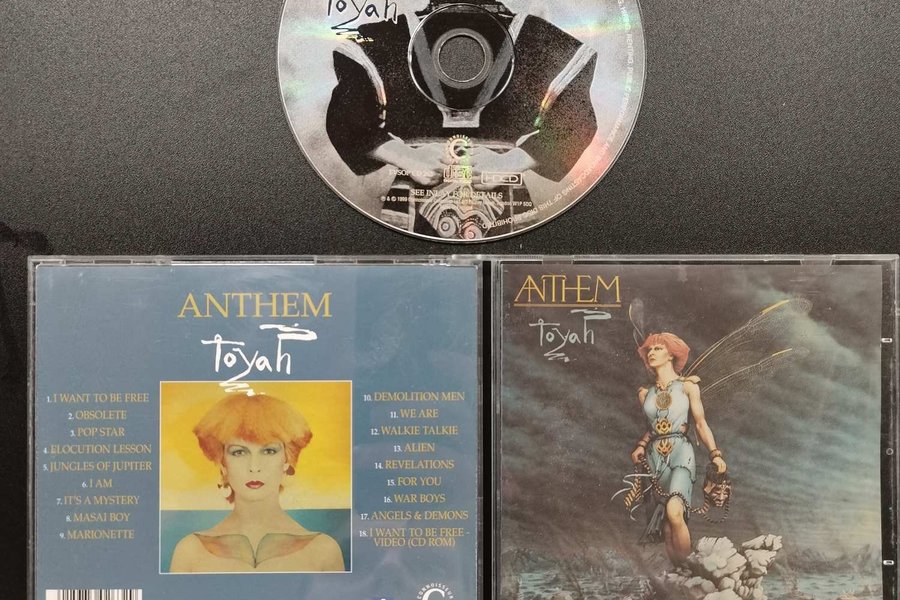 toyah
HDCD
SEE INLAY FOR DETAILS
ANTHEM
toyah
1. I WANT TO BE FREE
2. OBSOLETE
3. POP STAR
4. ELOCUTION LESSON
5. JUNGLES OF JUPITER
6. I AM
7. IT'S A MYSTERY
8. MASAI BOY
9. MARIONETTE
10. DEMOLITION MEN
11. WE ARE
12. WALKIE TALKIE
13. ALIEN
14. REVELATIONS
15. FOR YOU
16. WAR BOYS
17. ANGELS & DEMONS
18. I WANT TO BE FREE -
VIDEO (CD ROM)
CONNOISSEUR
ANTHEM
toyah